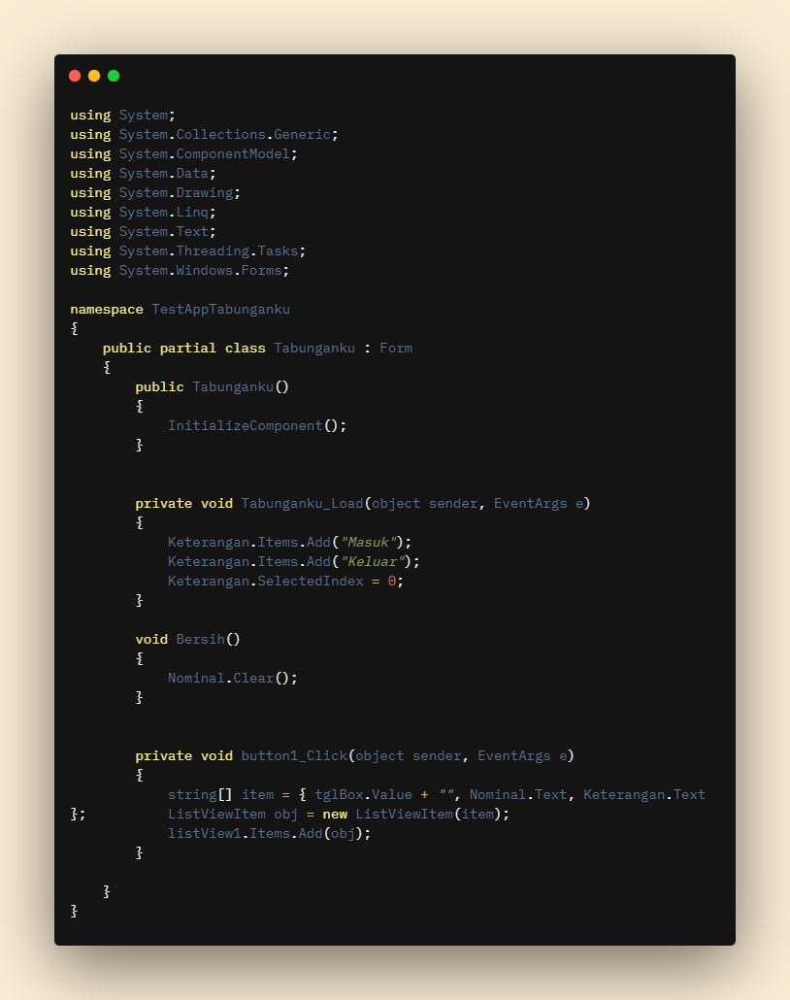 using System;
using System.Collections.Generic;
using System.ComponentModel;
using System.Data;
using System.Drawing;
using System.Linq;
using System.Text;
using System.Threading.Tasks;
using System.Windows.Forms;

namespace TestAppTabunganku
{
    public partial class Tabunganku : Form
    {
        public Tabunganku()
        {
            InitializeComponent();
        }


        private void Tabunganku_Load(object sender, EventArgs e)
        {
            Keterangan.Items.Add("Masuk");
            Keterangan.Items.Add("Keluar");
            Keterangan.SelectedIndex = 0;
        }

        void Bersih()
        {
            Nominal.Clear();
        }


        private void button1_Click(object sender, EventArgs e)
        {
            string[] item = { tglBox.Value + "", Nominal.Text, Keterangan.Text
};          ListViewItem obj = new ListViewItem(item);
            listView1.Items.Add(obj);
        }

    }
}